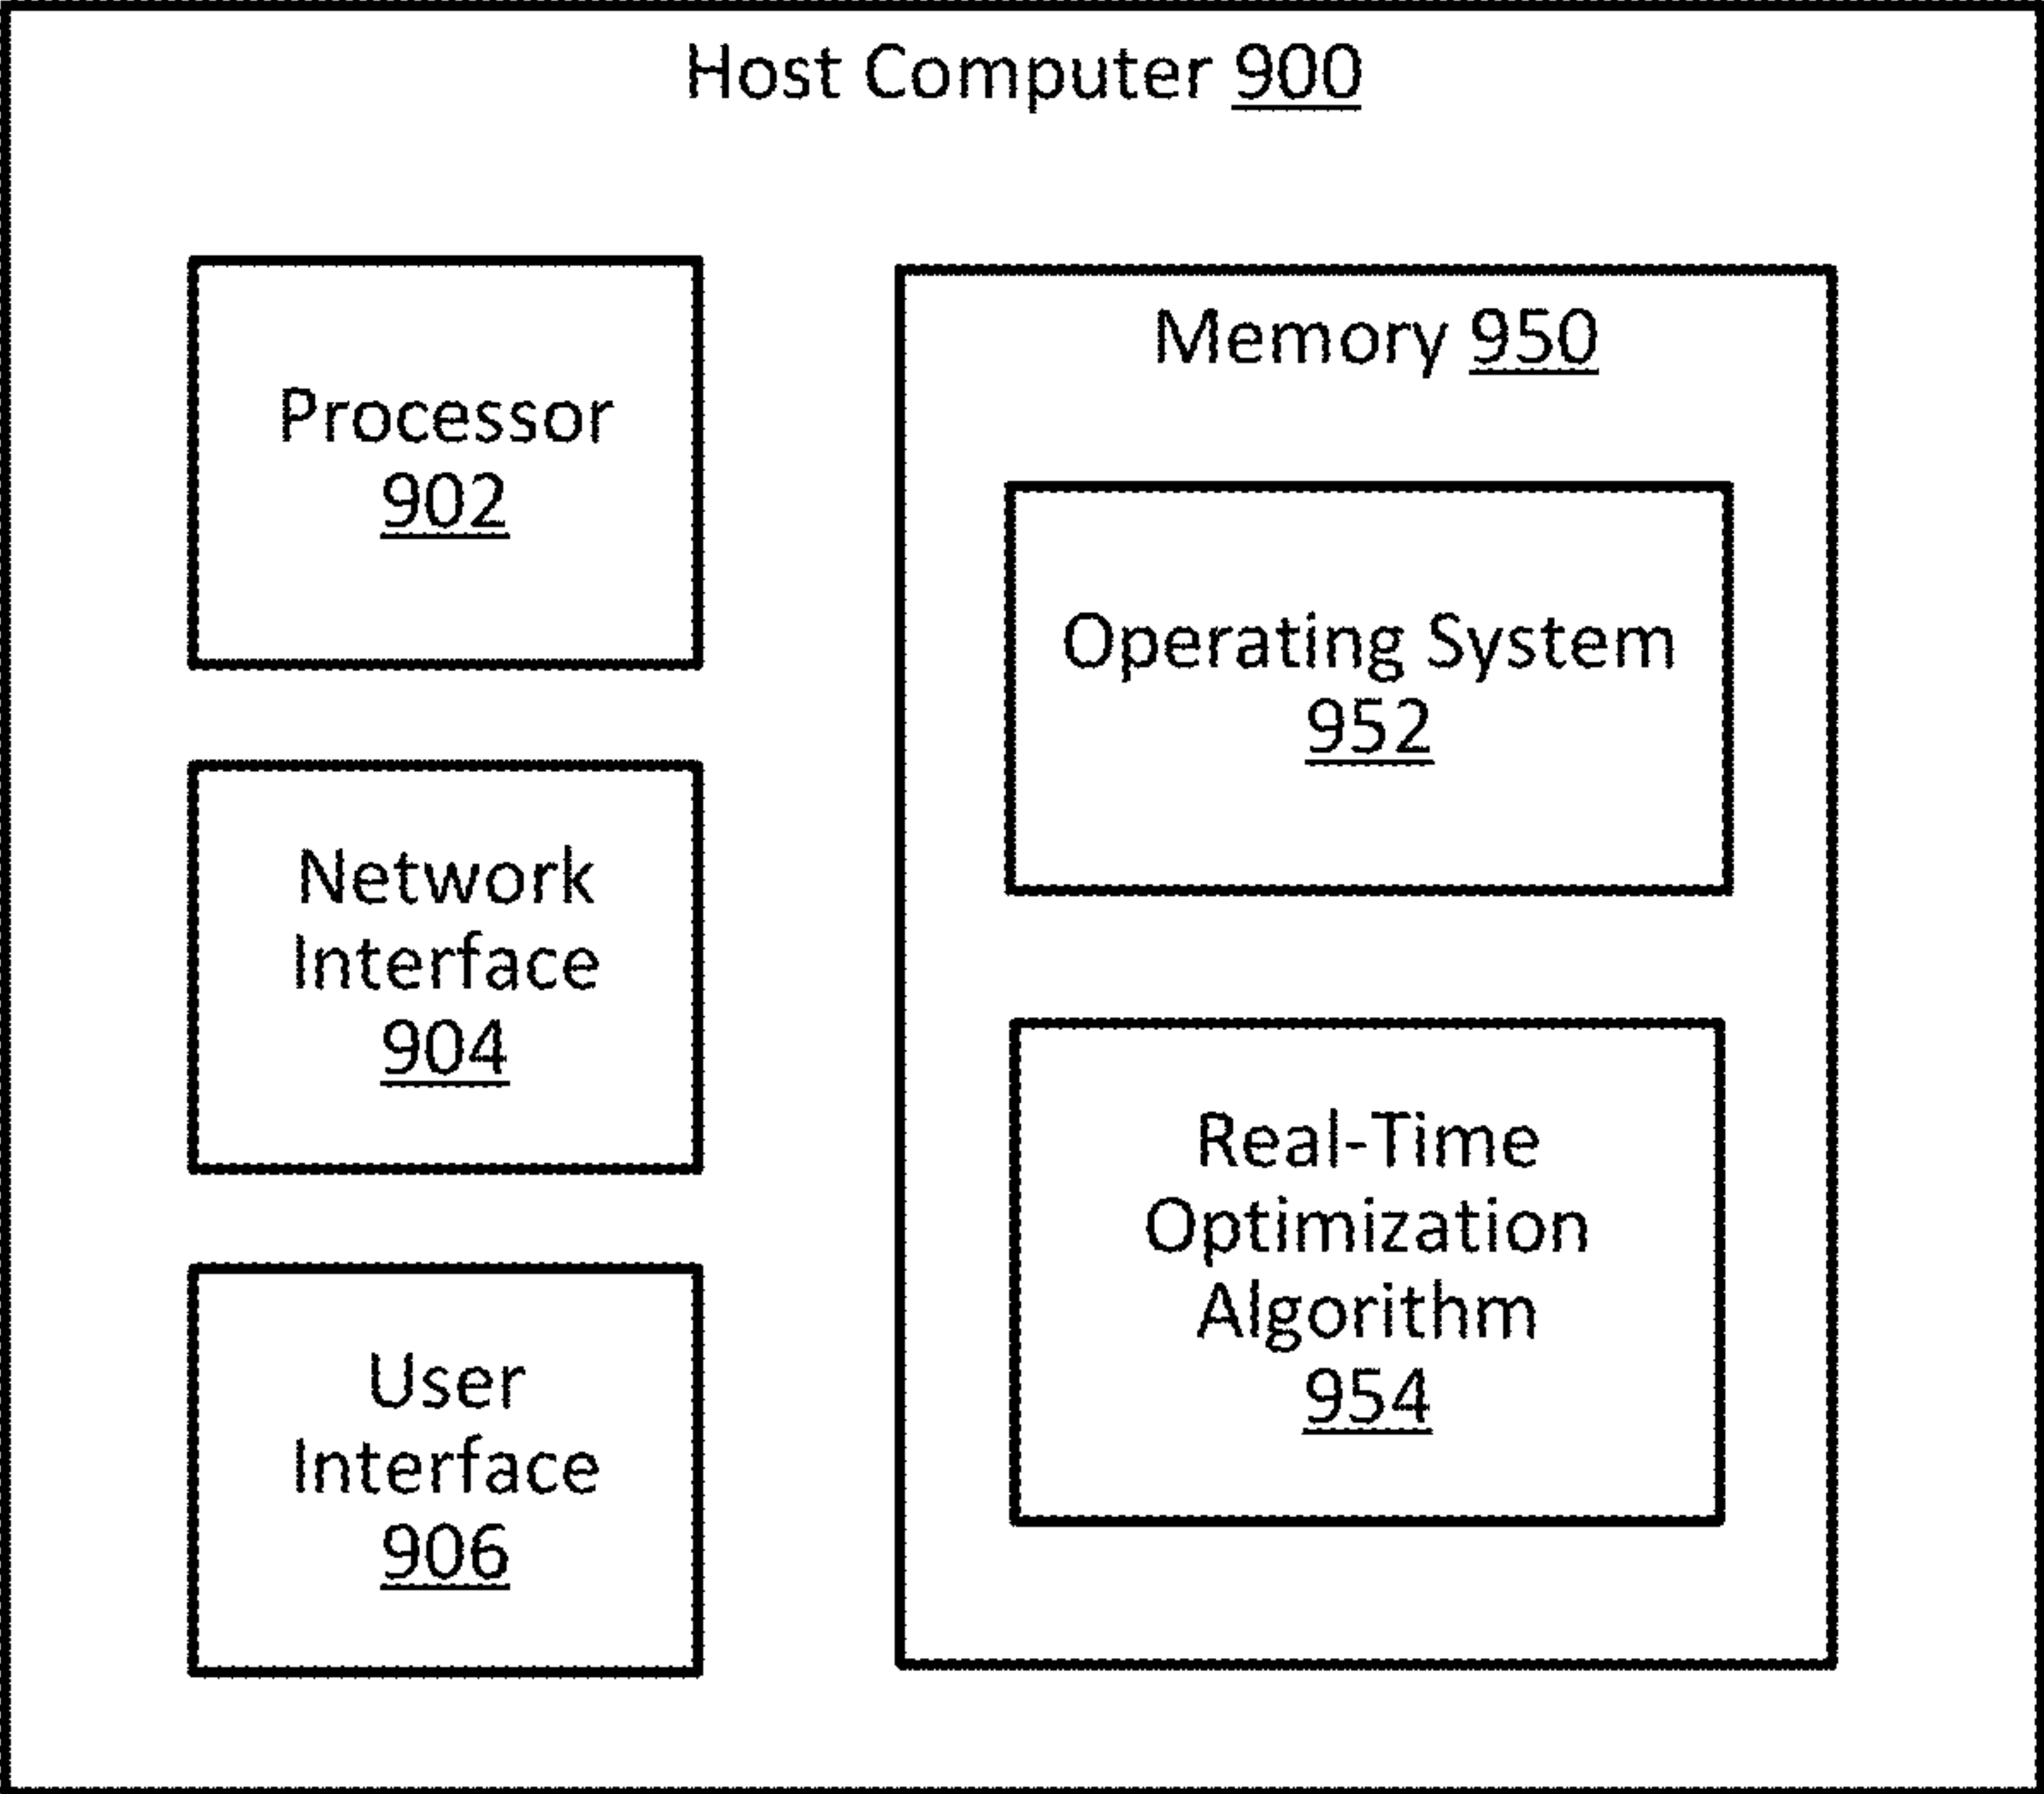 Host Computer 900
Processor
902
Network
Interface
904
User
Interface
906
Memory 950
Operating System
952
Real-Time
Optimization
Algorithm
954